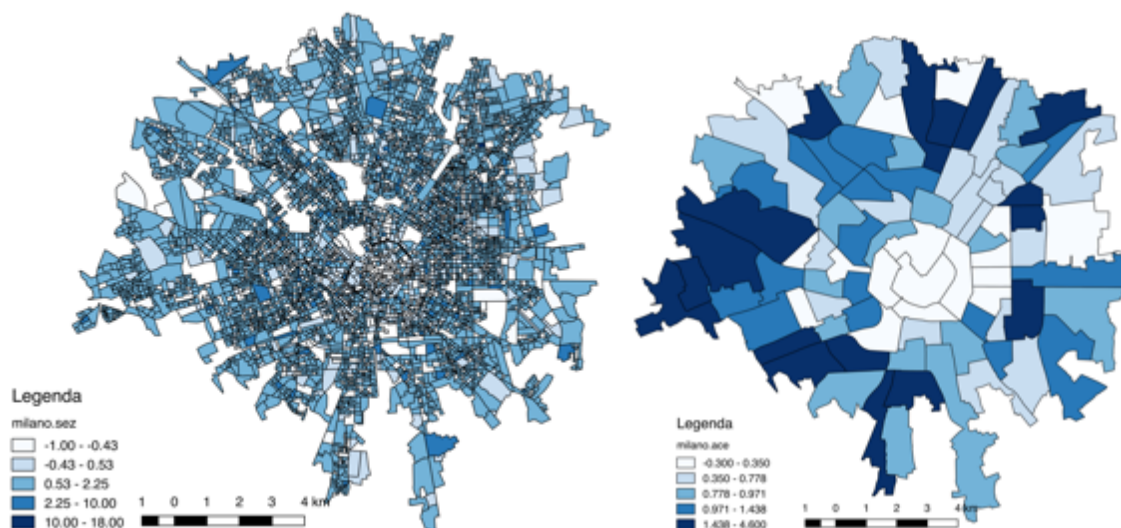 Legenda
milano.sez
-1.00 - -0.43
-0.43 - 0.53
0.53 - 2.25
2.25 - 10.00
10.00 - 18.00
1 0 1 2 3 4 km
Legenda
milano.ace
-0.300 - 0.350
0.350 - 0.778
0.778 - 0.971
0.971 - 1.438
1.438 - 4.600
1 0 1 2 3 4 km